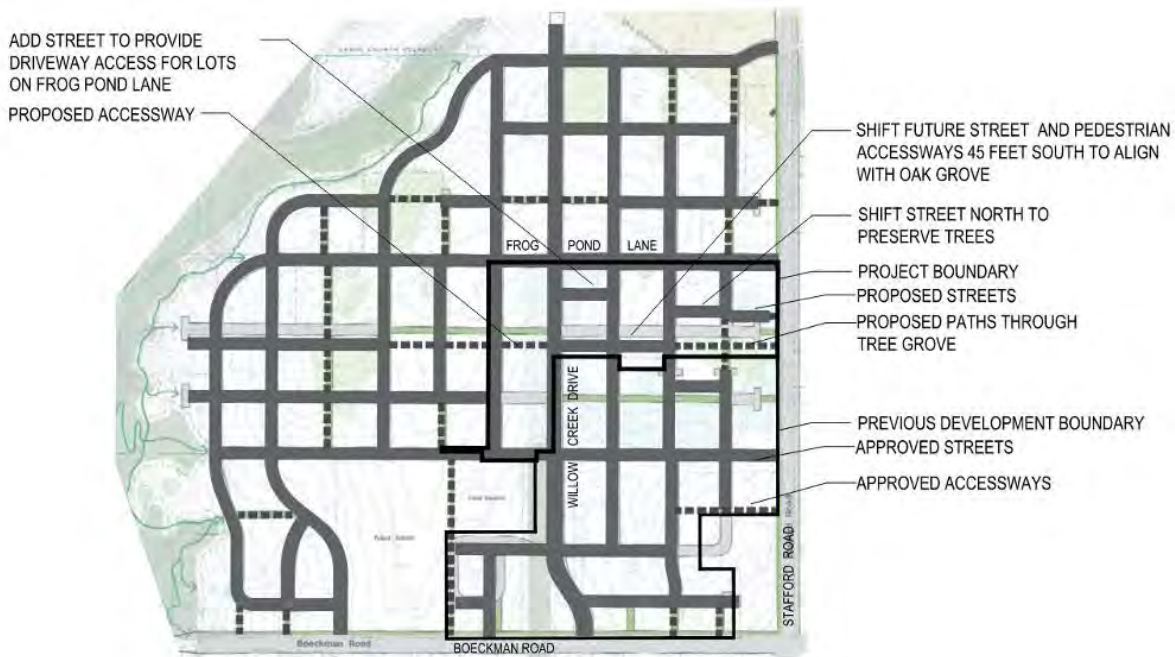 ADD STREET TO PROVIDE
DRIVEWAY ACCESS FOR LOTS
ON FROG POND LANE
PROPOSED ACCESSWAY
SHIFT FUTURE STREET AND PEDESTRIAN
ACCESSWAYS 45 FEET SOUTH TO ALIGN
WITH OAK GROVE
SHIFT STREET NORTH TO
PRESERVE TREES
FROG POND LANE
PROJECT BOUNDARY
PROPOSED STREETS
PROPOSED PATHS THROUGH
TREE GROVE
WILLOW CREEK DRIVE
PREVIOUS DEVELOPMENT BOUNDARY
APPROVED STREETS
APPROVED ACCESSWAYS
STAFFORD ROAD
Boeckman Road
BOECKMAN ROAD